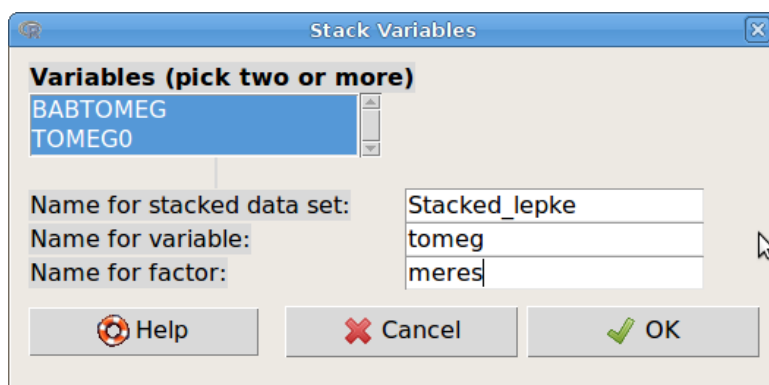 Stack Variables
Variables (pick two or more)
BABTOMEG
TOMEG0
Name for stacked data set: Stacked_lepke
Name for variable: tomeg
Name for factor: meres
Help Cancel OK